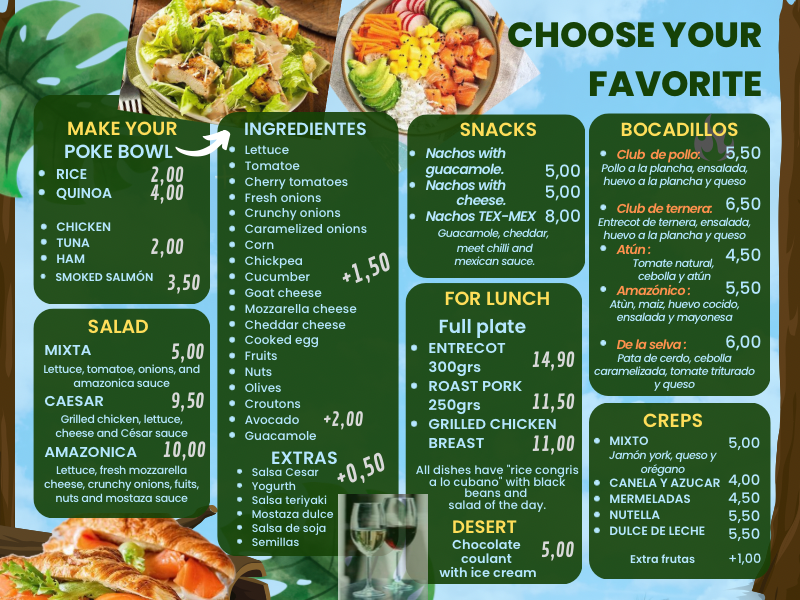 CHOOSE YOUR
FAVORITE
MAKE YOUR
POKE BOWL
RICE 2,00
QUINOA 4,00
CHICKEN
TUNA 2,00
HAM
SMOKED SALMÓN 3,50
SALAD
MIXTA 5,00
Lettuce, tomatoe, onions, and
amazonica sauce
CAESAR 9,50
Grilled chicken, lettuce,
cheese and César sauce
AMAZONICA 10,00
Lettuce, fresh mozzarella
cheese, crunchy onions, fuits,
nuts and mostaza sauce
INGREDIENTES
Lettuce
Tomatoe
Cherry tomatoes
Fresh onions
Crunchy onions
Caramelized onions
Corn
Chickpea
Cucumber +1,50
Goat cheese
Mozzarella cheese
Cheddar cheese
Cooked egg
Fruits
Nuts
Olives
Croutons
Avocado +2,00
Guacamole
EXTRAS
Salsa Cesar +0,50
Yogurth
Salsa teriyaki
Mostaza dulce
Salsa de soja
Semillas
SNACKS
Nachos with
guacamole. 5,00
Nachos with 5,00
cheese.
Nachos TEX-MEX 8,00
Guacamole, cheddar,
meet chilli and
mexican sauce.
FOR LUNCH
Full plate
ENTRECOT
300grs 14,90
ROAST PORK
250grs 11,50
GRILLED CHICKEN
BREAST 11,00
All dishes have "rice congris
a lo cubano" with black
beans and
salad of the day.
DESERT
Chocolate 5,00
coulant
with ice cream
BOCADILLOS
Club de pollo: 5,50
Pollo a la plancha, ensalada,
huevo a la plancha y queso
Club de ternera: 6,50
Entrecot de ternera, ensalada,
huevo a la plancha y queso
Atún : 4,50
Tomate natural,
cebolla y atún
Amazónico : 5,50
Atùn, maiz, huevo cocido,
ensalada y mayonesa
De la selva : 6,00
Pata de cerdo, cebolla
caramelizada, tomate triturado
y queso
CREPS
MIXTO 5,00
Jamón york, queso y
orégano
CANELA Y AZUCAR 4,00
MERMELADAS 4,50
NUTELLA 5,50
DULCE DE LECHE 5,50
Extra frutas +1,00